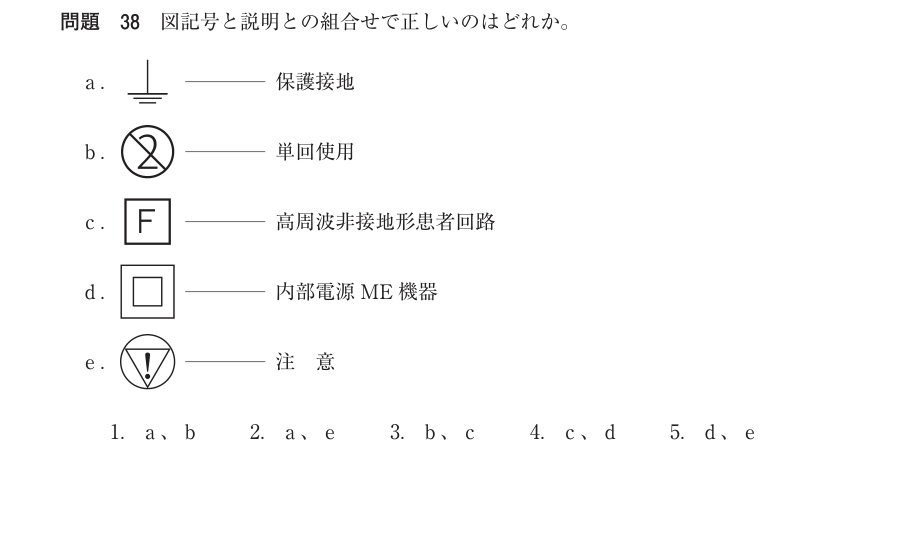 問題 38 図記号と説明との組合せで正しいのはどれか。
a. 保護接地
b. 2 単回使用
c. F 高周波非接地形患者回路
d. 内部電源 ME 機器
e. ! 注 意
1. a、b 2. a、e 3. b、c 4. c、d 5. d、e